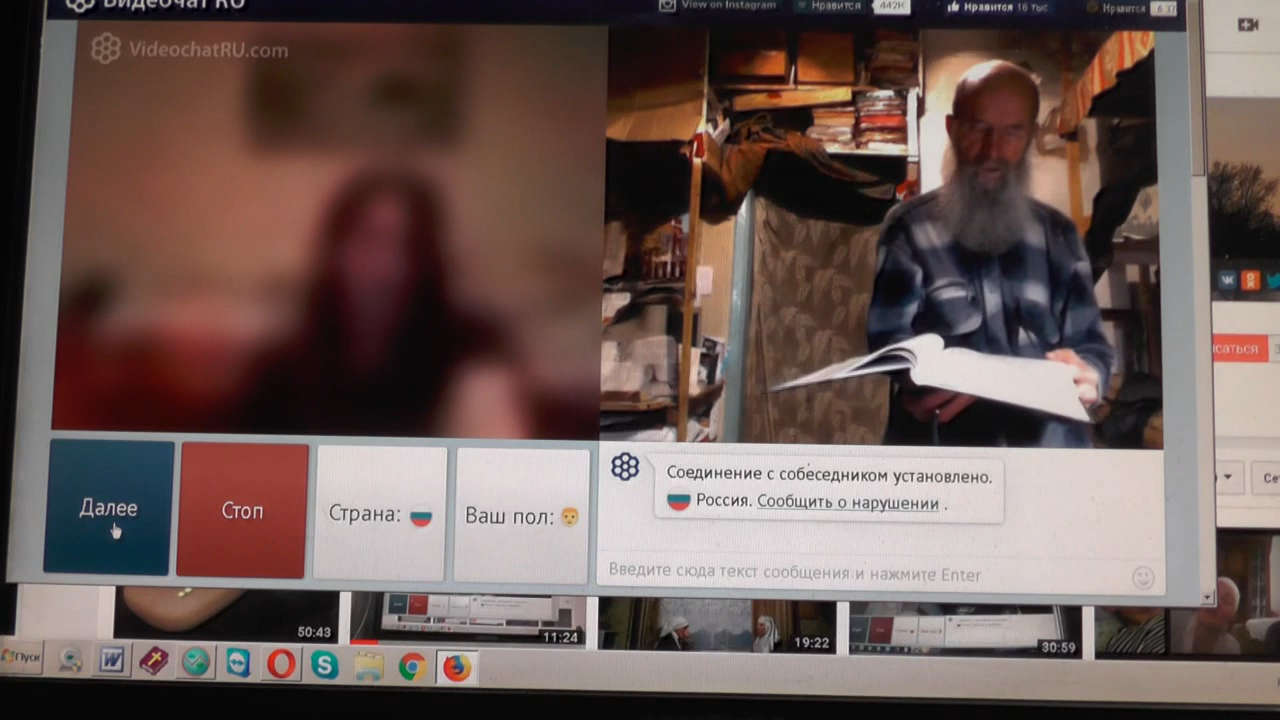 Видеочат RU
View on Instagram
Нравится
442K
Нравится 16 тыс.
Нравится
VideochatRU.com
Далее
Стоп
Страна:
Ваш пол:
Соединение с собеседником установлено.
Россия. Сообщить о нарушении .
Введите сюда текст сообщения и нажмите Enter
50:43
11:24
19:22
30:59
Пуск